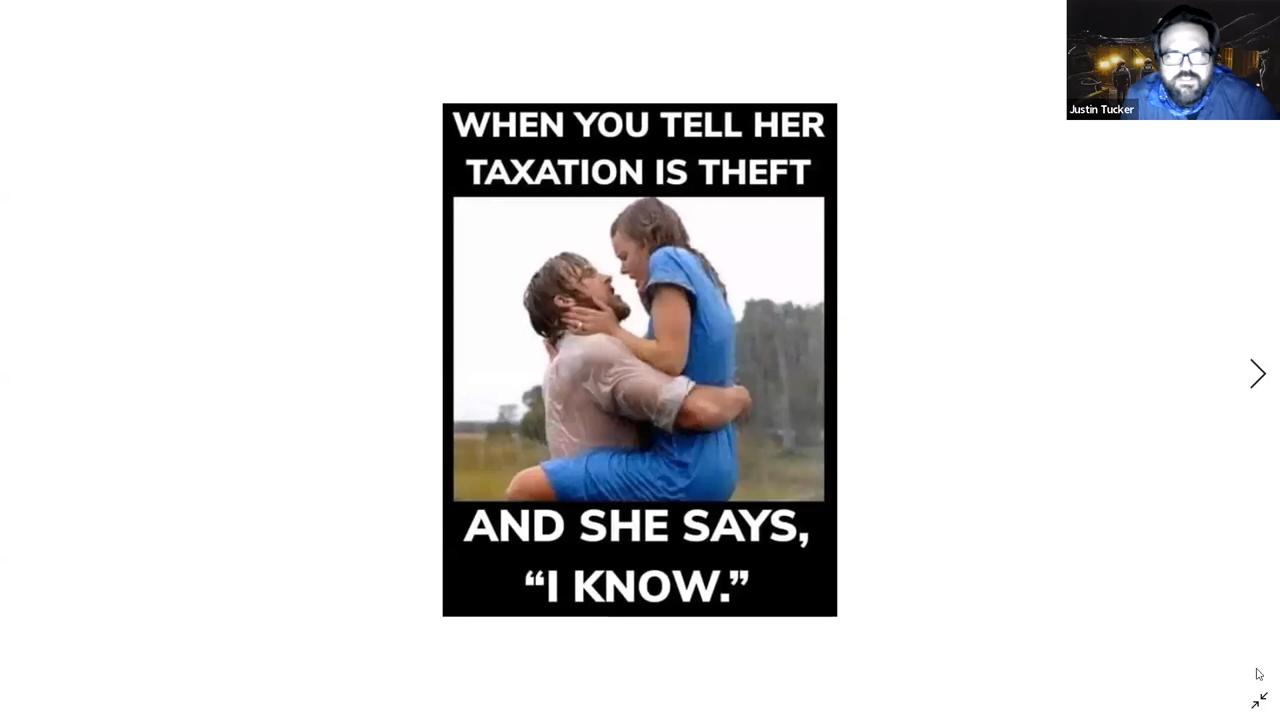 WHEN YOU TELL HER
TAXATION IS THEFT
AND SHE SAYS,
“I KNOW.”
Justin Tucker